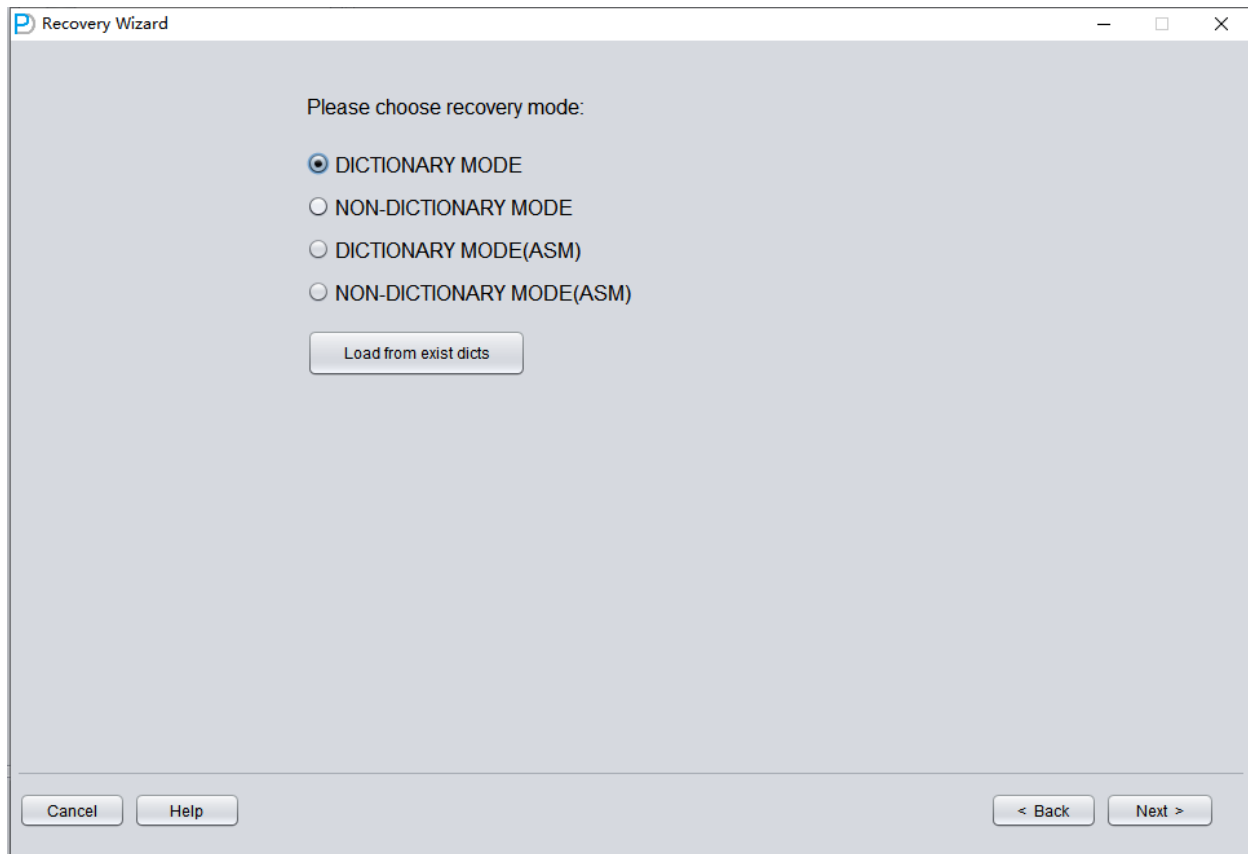 Recovery Wizard
Please choose recovery mode:
DICTIONARY MODE
NON-DICTIONARY MODE
DICTIONARY MODE(ASM)
NON-DICTIONARY MODE(ASM)
Load from exist dicts
Cancel Help < Back Next >